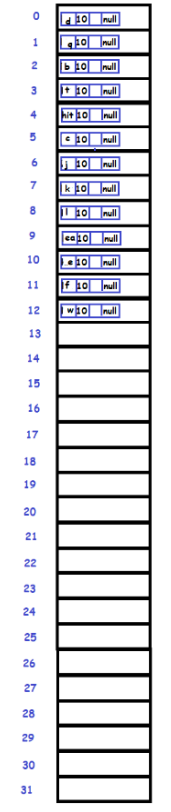 0 d 10 null
1 q 10 null
2 b 10 null
3 t 10 null
4 hit 10 null
5 c 10 null
6 j 10 null
7 k 10 null
8 l 10 null
9 ea 10 null
10 e 10 null
11 f 10 null
12 w 10 null
13
14
15
16
17
18
19
20
21
22
23
24
25
26
27
28
29
30
31